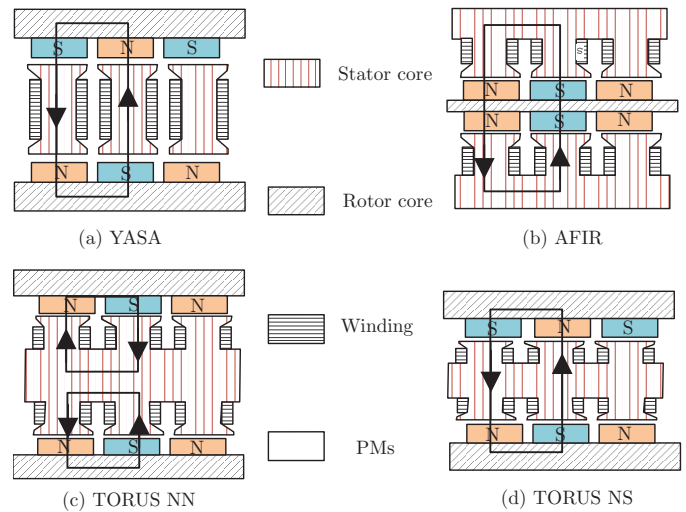 S N S
N S N
(a) YASA
Stator core
Rotor core
N S N
N S N
(b) AFIR
N S N
N S N
(c) TORUS NN
Winding
PMs
S N S
N S N
(d) TORUS NS